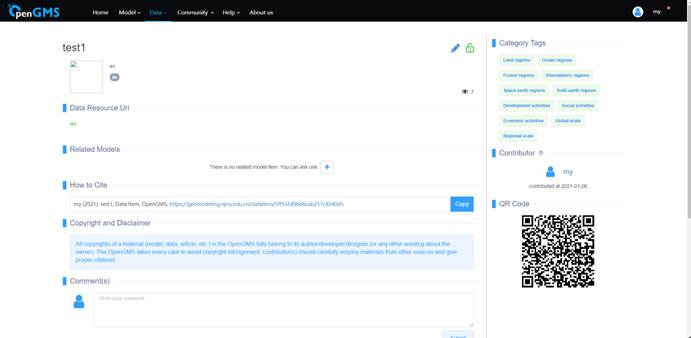 OpenGMS Home Model Data Community Help About us my
test1
as
as
7
Data Resource Url
as
Related Models
There is no related model item. You can link one. +
How to Cite
my (2021). test1, Data Item, OpenGMS, https://geomodeling.njnu.edu.cn/dataItem/5ff555496b6cab257c8240d5 Copy
Copyright and Disclaimer
All copyrights of a material (model, data, article, etc.) in the OpenGMS fully belong to its author/developer/designer (or any other wording about the
owner). The OpenGMS takes every care to avoid copyright infringement; contributor(s) should carefully employ materials from other sources and give
proper citations.
Comment(s)
Write your comment...
Submit
Category Tags
Land regions Ocean regions
Frozen regions Atmospheric regions
Space earth regions Solid earth regions
Development activities Social activities
Economic activities Global scale
Regional scale
Contributor
my
contributed at 2021-01-06
QR Code